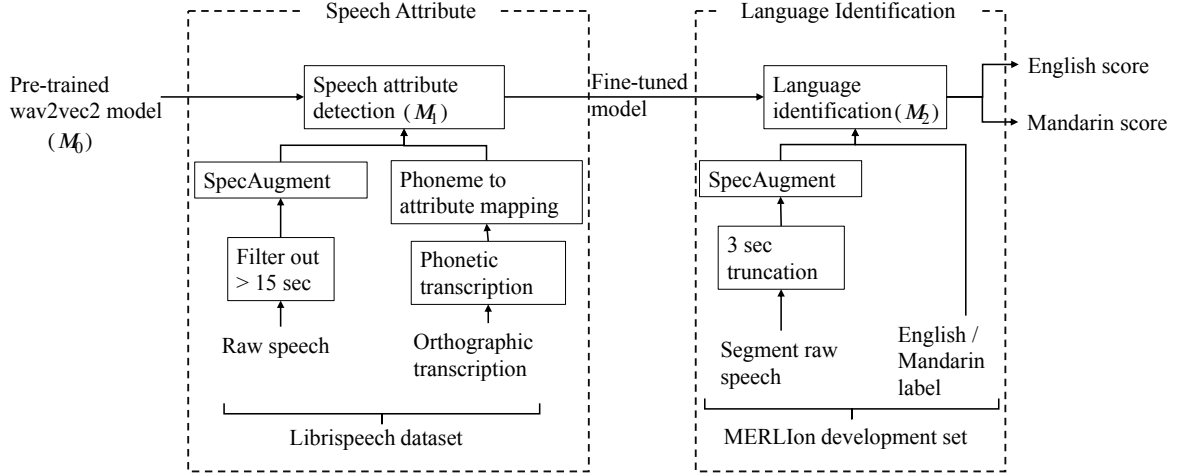 Speech Attribute
Language Identification
Pre-trained
wav2vec2 model
(M0)
Speech attribute
detection (M1)
Fine-tuned
model
Language
identification(M2)
English score
Mandarin score
SpecAugment
Phoneme to
attribute mapping
Filter out
> 15 sec
Phonetic
transcription
Raw speech
Orthographic
transcription
Librispeech dataset
SpecAugment
3 sec
truncation
Segment raw
speech
English /
Mandarin
label
MERLIon development set